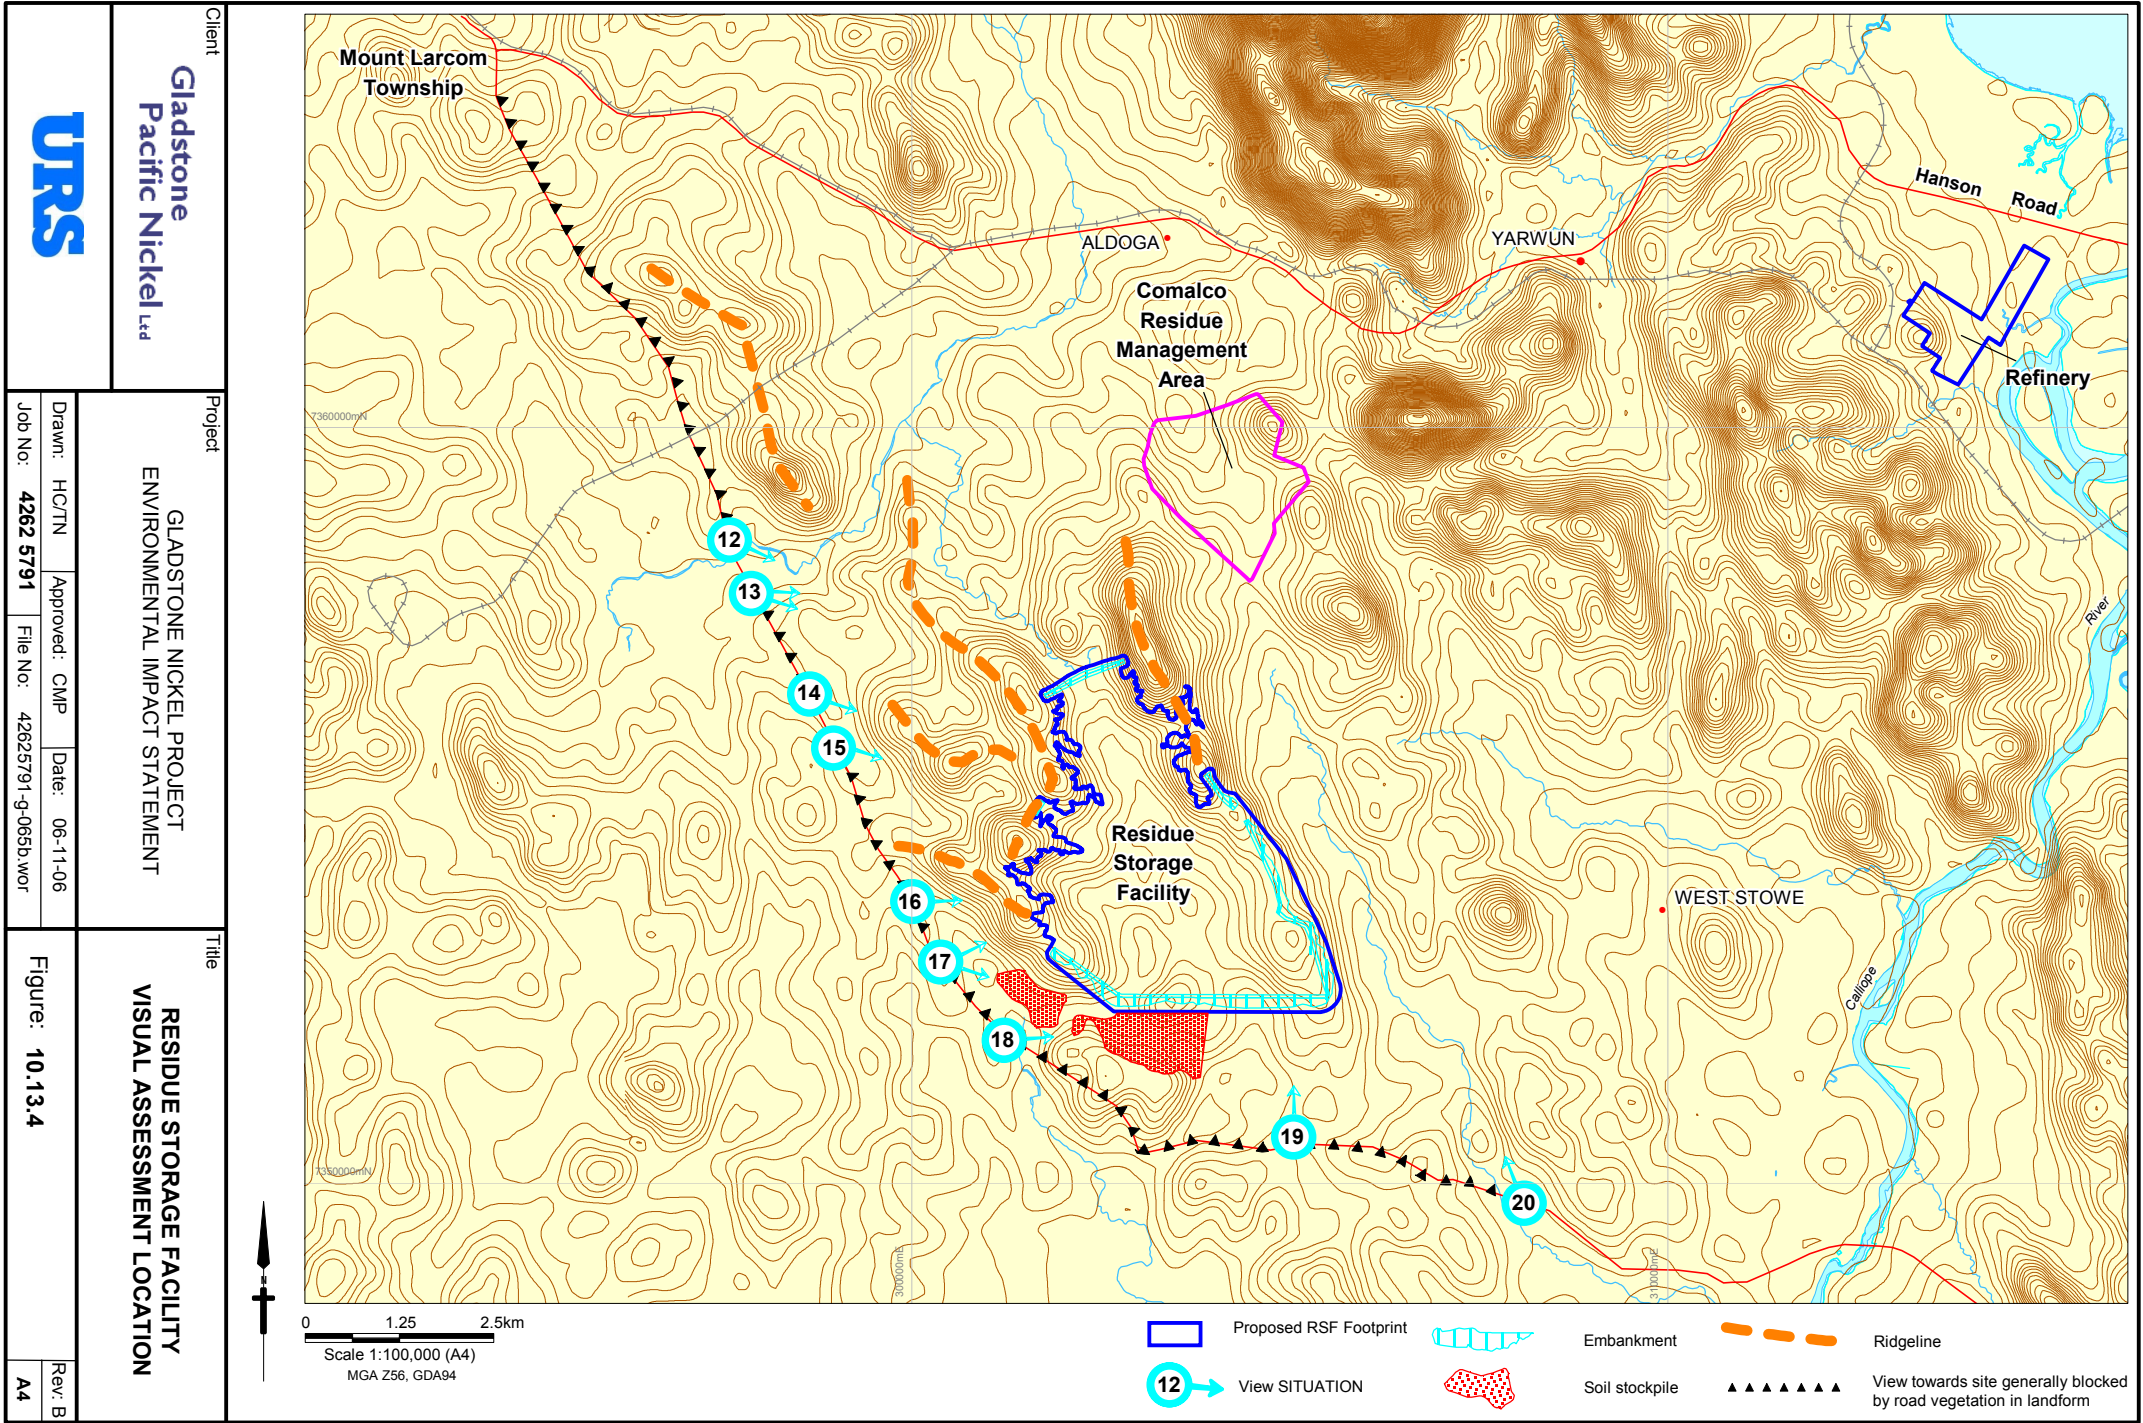 Client
Gladstone
Pacific Nickel Ltd
URS
Project
GLADSTONE NICKEL PROJECT
ENVIRONMENTAL IMPACT STATEMENT
Drawn: HC/TN
Approved: CMP
Date: 06-11-06
Job No: 4262 5791
File No: 42625791-g-065b.wor
Title
RESIDUE STORAGE FACILITY
VISUAL ASSESSMENT LOCATION
Figure: 10.13.4
Rev: B
A4
Mount Larcom
Township
ALDOGA
YARWUN
Hanson Road
Comalco
Residue
Management
Area
Refinery
7360000mN
12
13
14
15
16
17
18
19
20
Residue
Storage
Facility
WEST STOWE
River
Calliope
7350000mN
300000mE
310000mE
N
0 1.25 2.5km
Scale 1:100,000 (A4)
MGA Z56, GDA94
Proposed RSF Footprint
Embankment
Ridgeline
12
View SITUATION
Soil stockpile
View towards site generally blocked
by road vegetation in landform